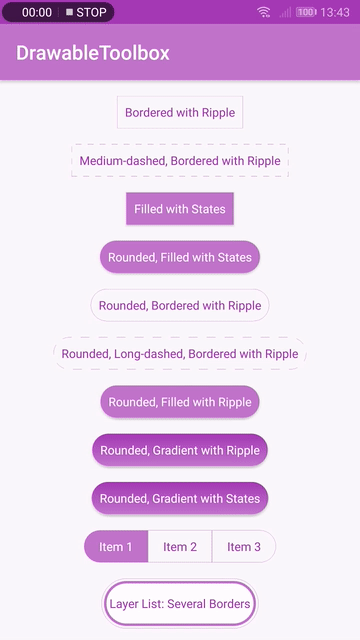 00:00 STOP 100 13:43
DrawableToolbox
Bordered with Ripple
Medium-dashed, Bordered with Ripple
Filled with States
Rounded, Filled with States
Rounded, Bordered with Ripple
Rounded, Long-dashed, Bordered with Ripple
Rounded, Filled with Ripple
Rounded, Gradient with Ripple
Rounded, Gradient with States
Item 1 Item 2 Item 3
Layer List: Several Borders